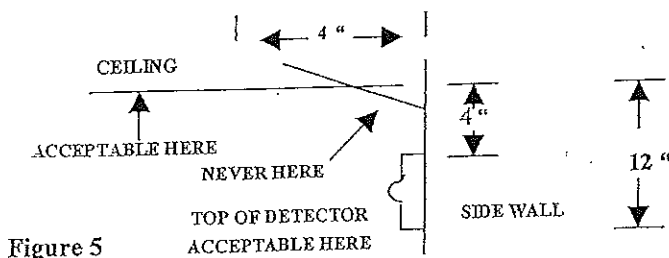 4 “
CEILING
ACCEPTABLE HERE
4 “
NEVER HERE
12 “
TOP OF DETECTOR
ACCEPTABLE HERE
SIDE WALL
Figure 5